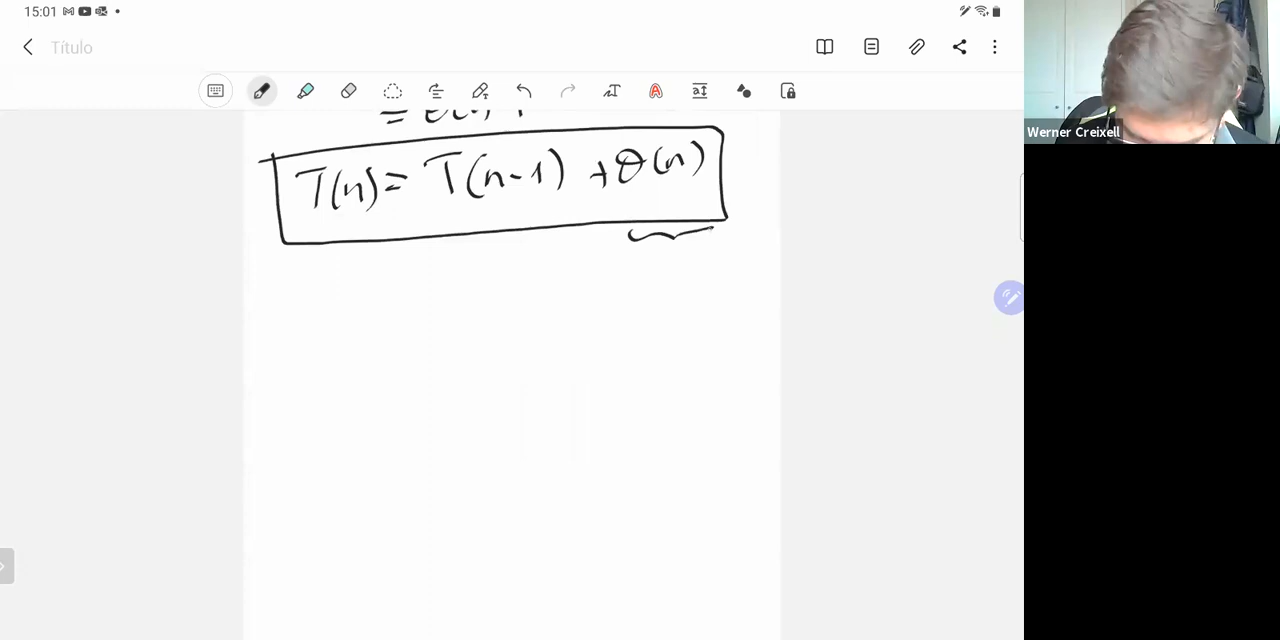 15:01
Título
T(n) = T(n-1) + θ(n)
Werner Creixell